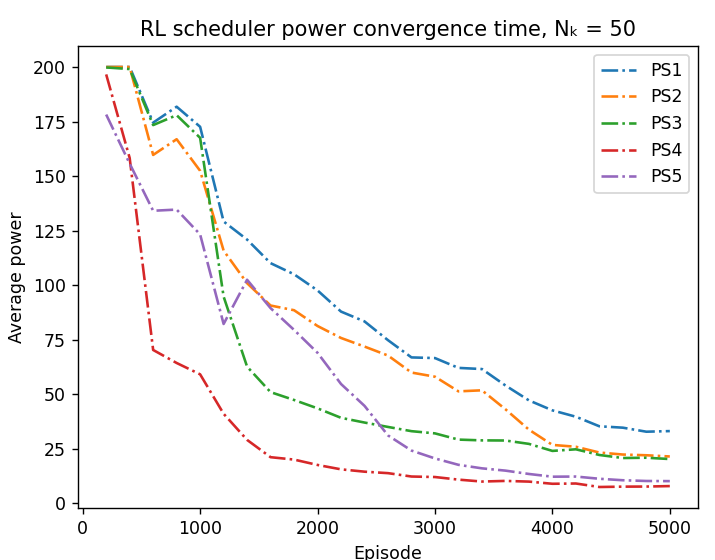 RL scheduler power convergence time, Nₖ = 50
200
175
150
125
100
75
50
25
0
Average power
PS1
PS2
PS3
PS4
PS5
0 1000 2000 3000 4000 5000
Episode